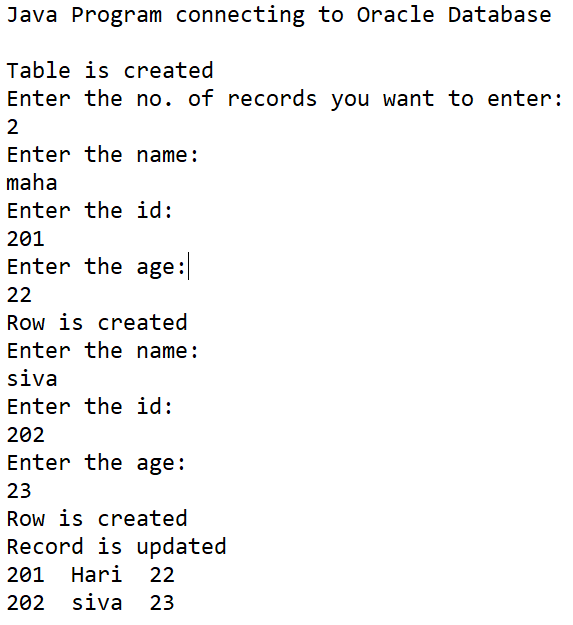 Java Program connecting to Oracle Database
Table is created
Enter the no. of records you want to enter:
2
Enter the name:
maha
Enter the id:
201
Enter the age:
22
Row is created
Enter the name:
siva
Enter the id:
202
Enter the age:
23
Row is created
Record is updated
201  Hari  22
202  siva  23